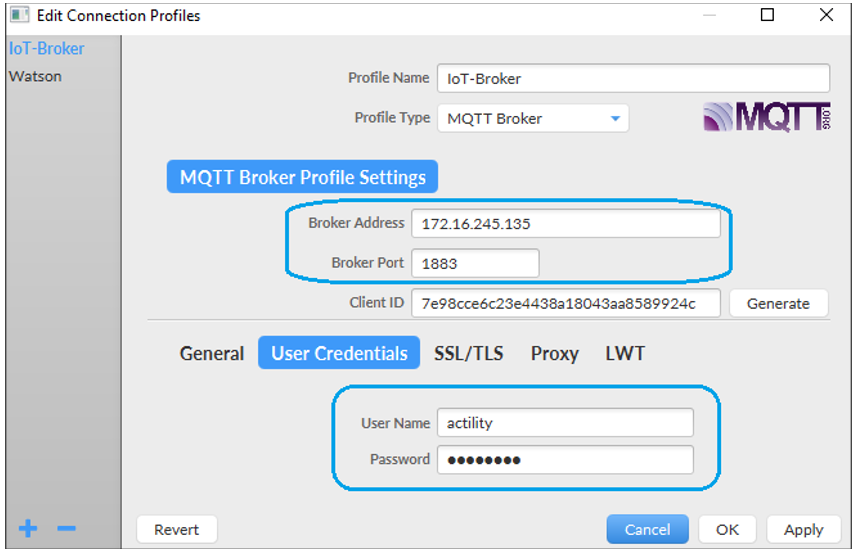 Edit Connection Profiles
IoT-Broker
Watson
Profile Name IoT-Broker
Profile Type MQTT Broker
MQTT.ORG
MQTT Broker Profile Settings
Broker Address 172.16.245.135
Broker Port 1883
Client ID 7e98cce6c23e4438a18043aa8589924c Generate
General User Credentials SSL/TLS Proxy LWT
User Name actility
Password ●●●●●●●●
+ −
Revert Cancel OK Apply